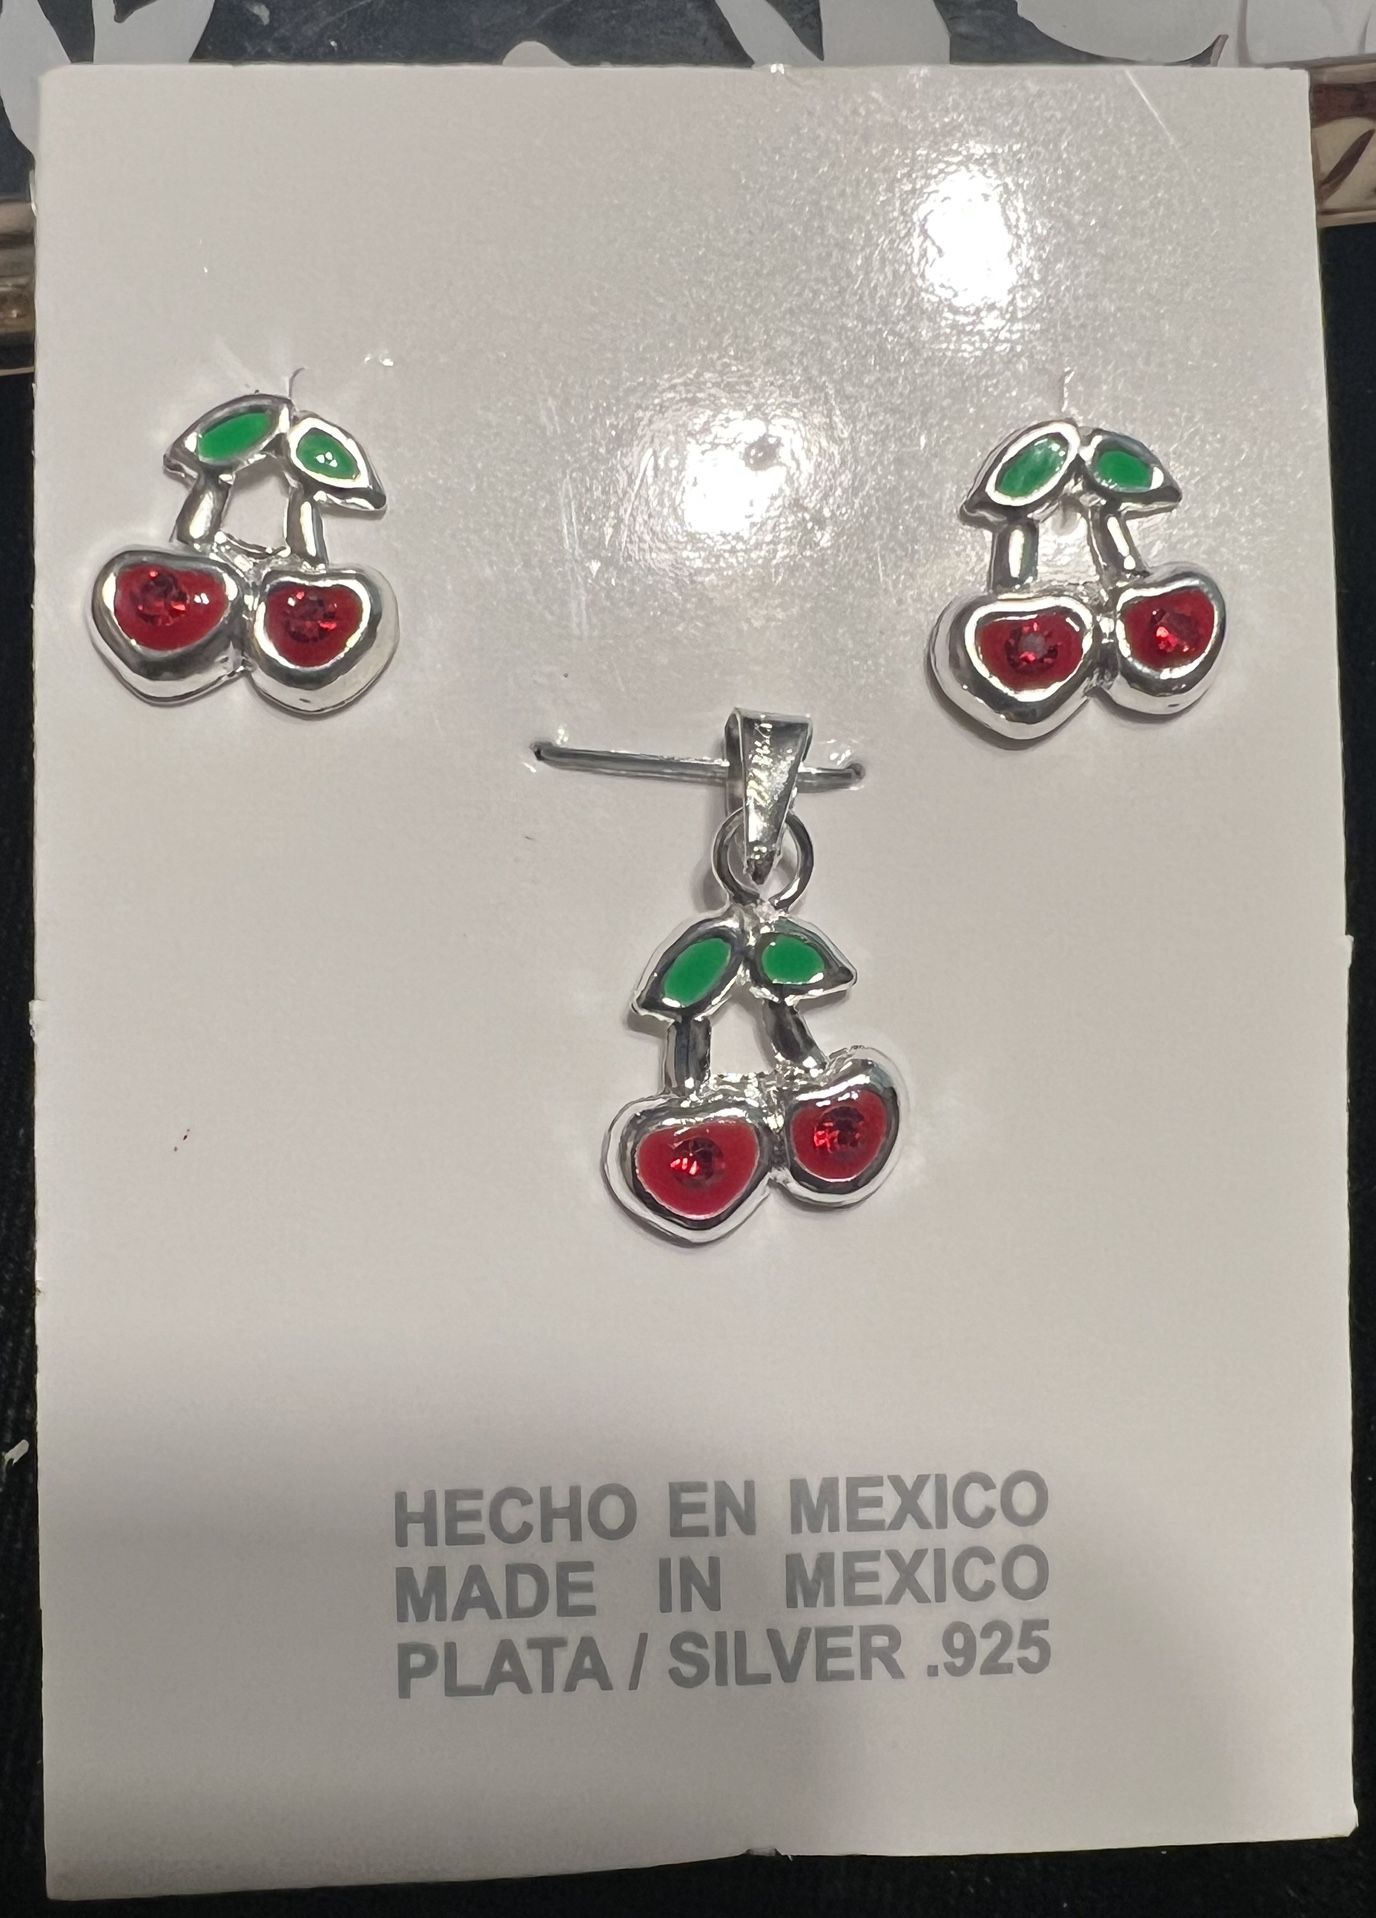 HECHO EN MEXICO
MADE IN MEXICO
PLATA / SILVER .925